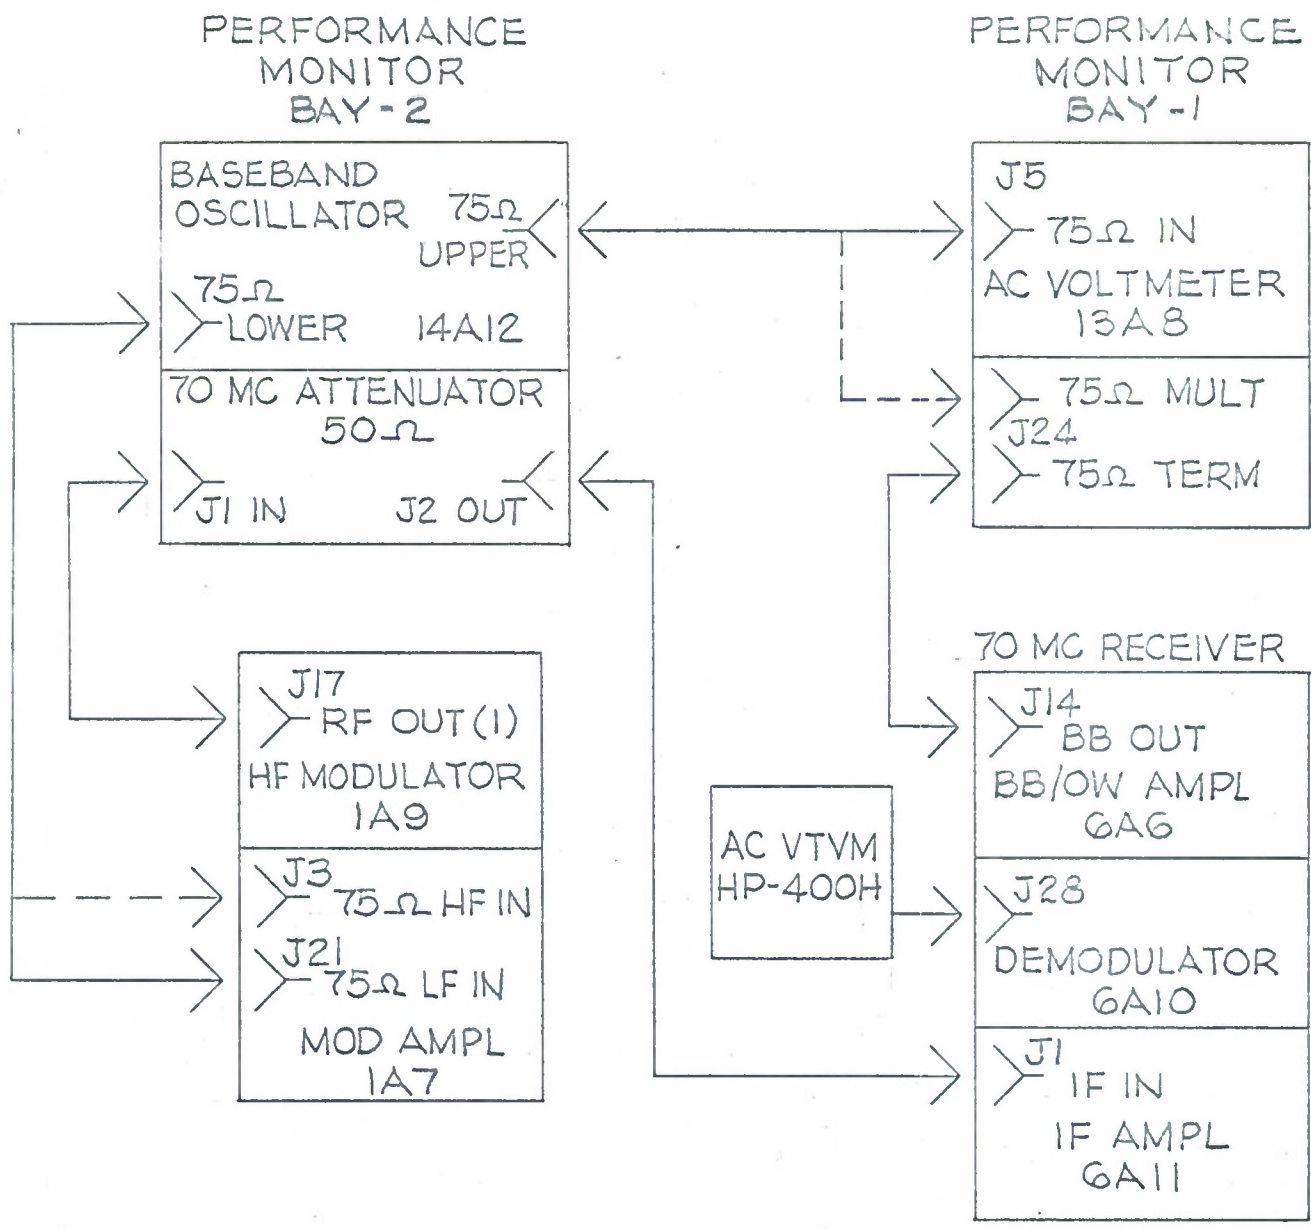 PERFORMANCE
MONITOR
BAY-2
BASEBAND
OSCILLATOR
75Ω
UPPER
75Ω
LOWER
14A12
70 MC ATTENUATOR
50Ω
J1 IN
J2 OUT
J17
RF OUT(1)
HF MODULATOR
1A9
J3
75Ω HF IN
J21
75Ω LF IN
MOD AMPL
1A7
PERFORMANCE
MONITOR
BAY-1
J5
75Ω IN
AC VOLTMETER
13A8
75Ω MULT
J24
75Ω TERM
AC VTVM
HP-400H
70 MC RECEIVER
J14
BB OUT
BB/OW AMPL
6A6
J28
DEMODULATOR
6A10
J1
IF IN
IF AMPL
6A11